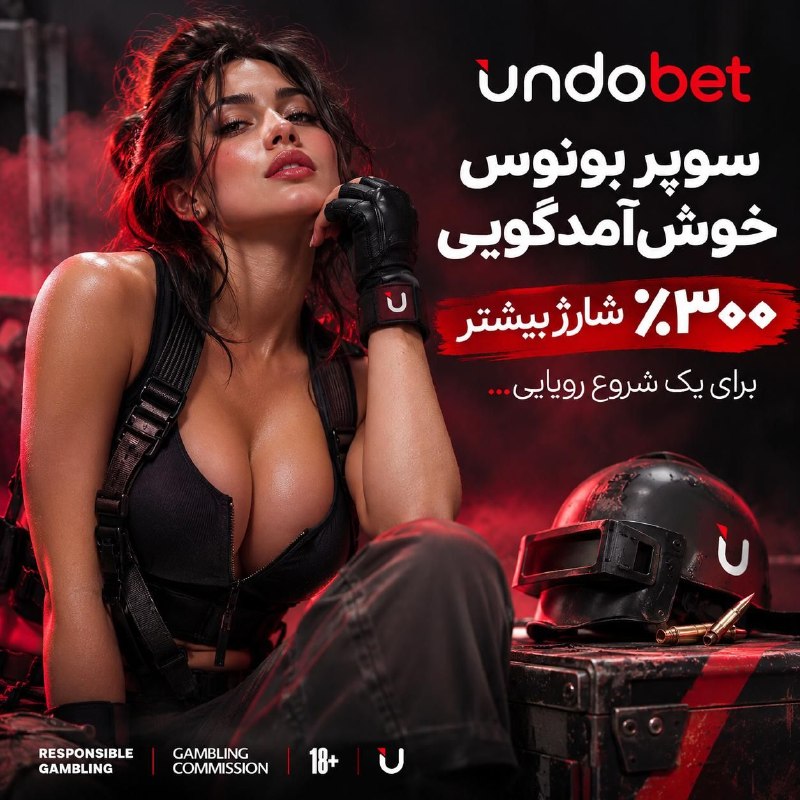 undobet
سوپر بونوس
خوش‌آمدگویی
٪۳۰۰ شارژ بیشتر
برای یک شروع رویایی...
U
U
RESPONSIBLE
GAMBLING
GAMBLING
COMMISSION
18+
U